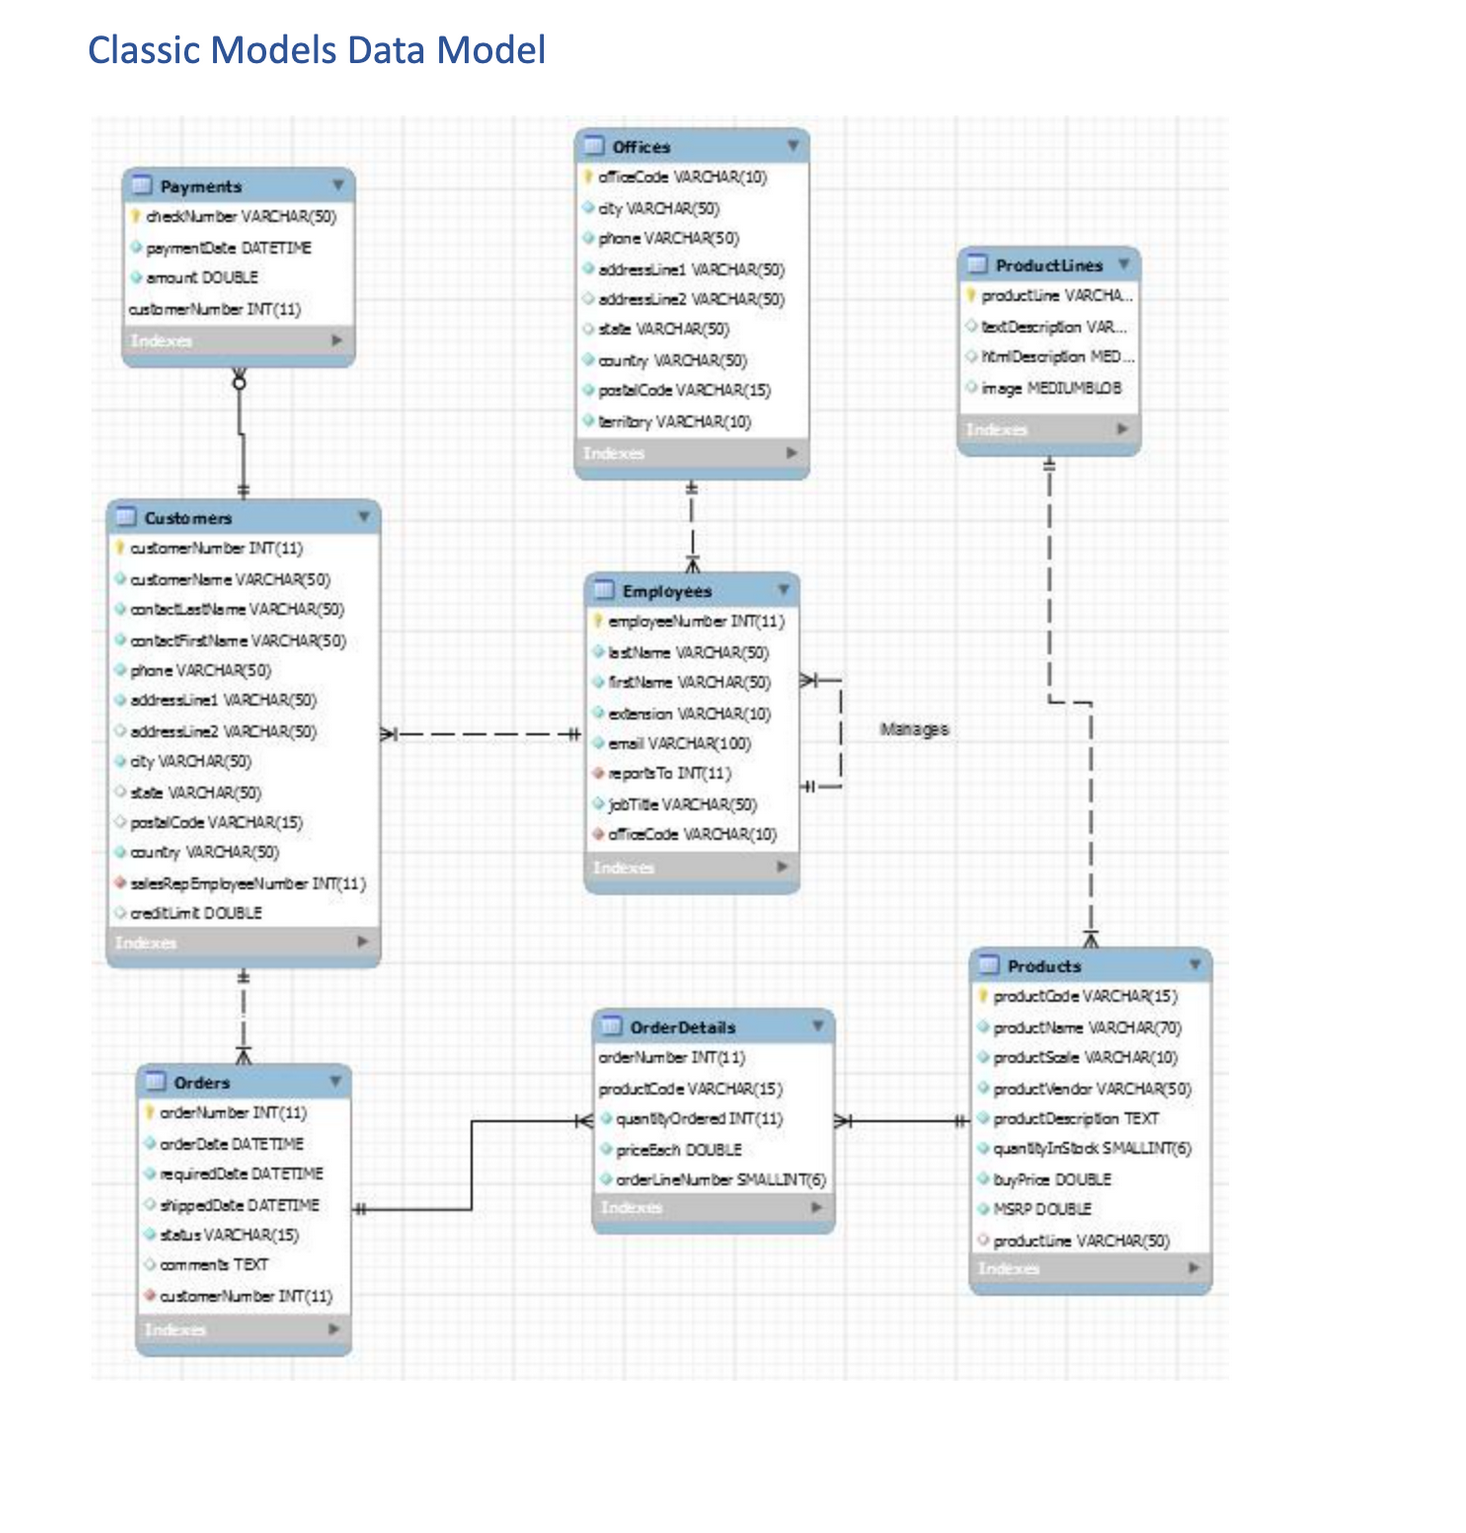 Classic Models Data Model
Payments
checkNumber VARCHAR(50)
paymentDate DATETIME
amount DOUBLE
customerNumber INT(11)
Indexes
Offices
officeCode VARCHAR(10)
city VARCHAR(50)
phone VARCHAR(50)
addressLine1 VARCHAR(50)
addressLine2 VARCHAR(50)
state VARCHAR(50)
country VARCHAR(50)
postalCode VARCHAR(15)
territory VARCHAR(10)
Indexes
ProductLines
productLine VARCHA...
textDescription VAR...
htmlDescription MED...
image MEDIUMBLOB
Indexes
Customers
customerNumber INT(11)
customerName VARCHAR(50)
contactLastName VARCHAR(50)
contactFirstName VARCHAR(50)
phone VARCHAR(50)
addressLine1 VARCHAR(50)
addressLine2 VARCHAR(50)
city VARCHAR(50)
state VARCHAR(50)
postalCode VARCHAR(15)
country VARCHAR(50)
salesRepEmployeeNumber INT(11)
creditLimit DOUBLE
Indexes
Employees
employeeNumber INT(11)
lastName VARCHAR(50)
firstName VARCHAR(50)
extension VARCHAR(10)
email VARCHAR(100)
reportsTo INT(11)
jobTitle VARCHAR(50)
officeCode VARCHAR(10)
Indexes
Manages
Orders
orderNumber INT(11)
orderDate DATETIME
requiredDate DATETIME
shippedDate DATETIME
status VARCHAR(15)
comments TEXT
customerNumber INT(11)
Indexes
OrderDetails
orderNumber INT(11)
productCode VARCHAR(15)
quantityOrdered INT(11)
priceEach DOUBLE
orderLineNumber SMALLINT(6)
Indexes
Products
productCode VARCHAR(15)
productName VARCHAR(70)
productScale VARCHAR(10)
productVendor VARCHAR(50)
productDescription TEXT
quantityInStock SMALLINT(6)
buyPrice DOUBLE
MSRP DOUBLE
productLine VARCHAR(50)
Indexes